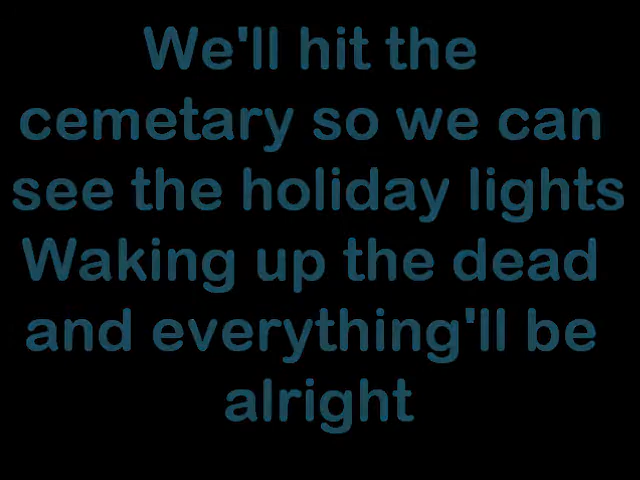 We'll hit the
cemetary so we can
see the holiday lights
Waking up the dead
and everything'll be
alright